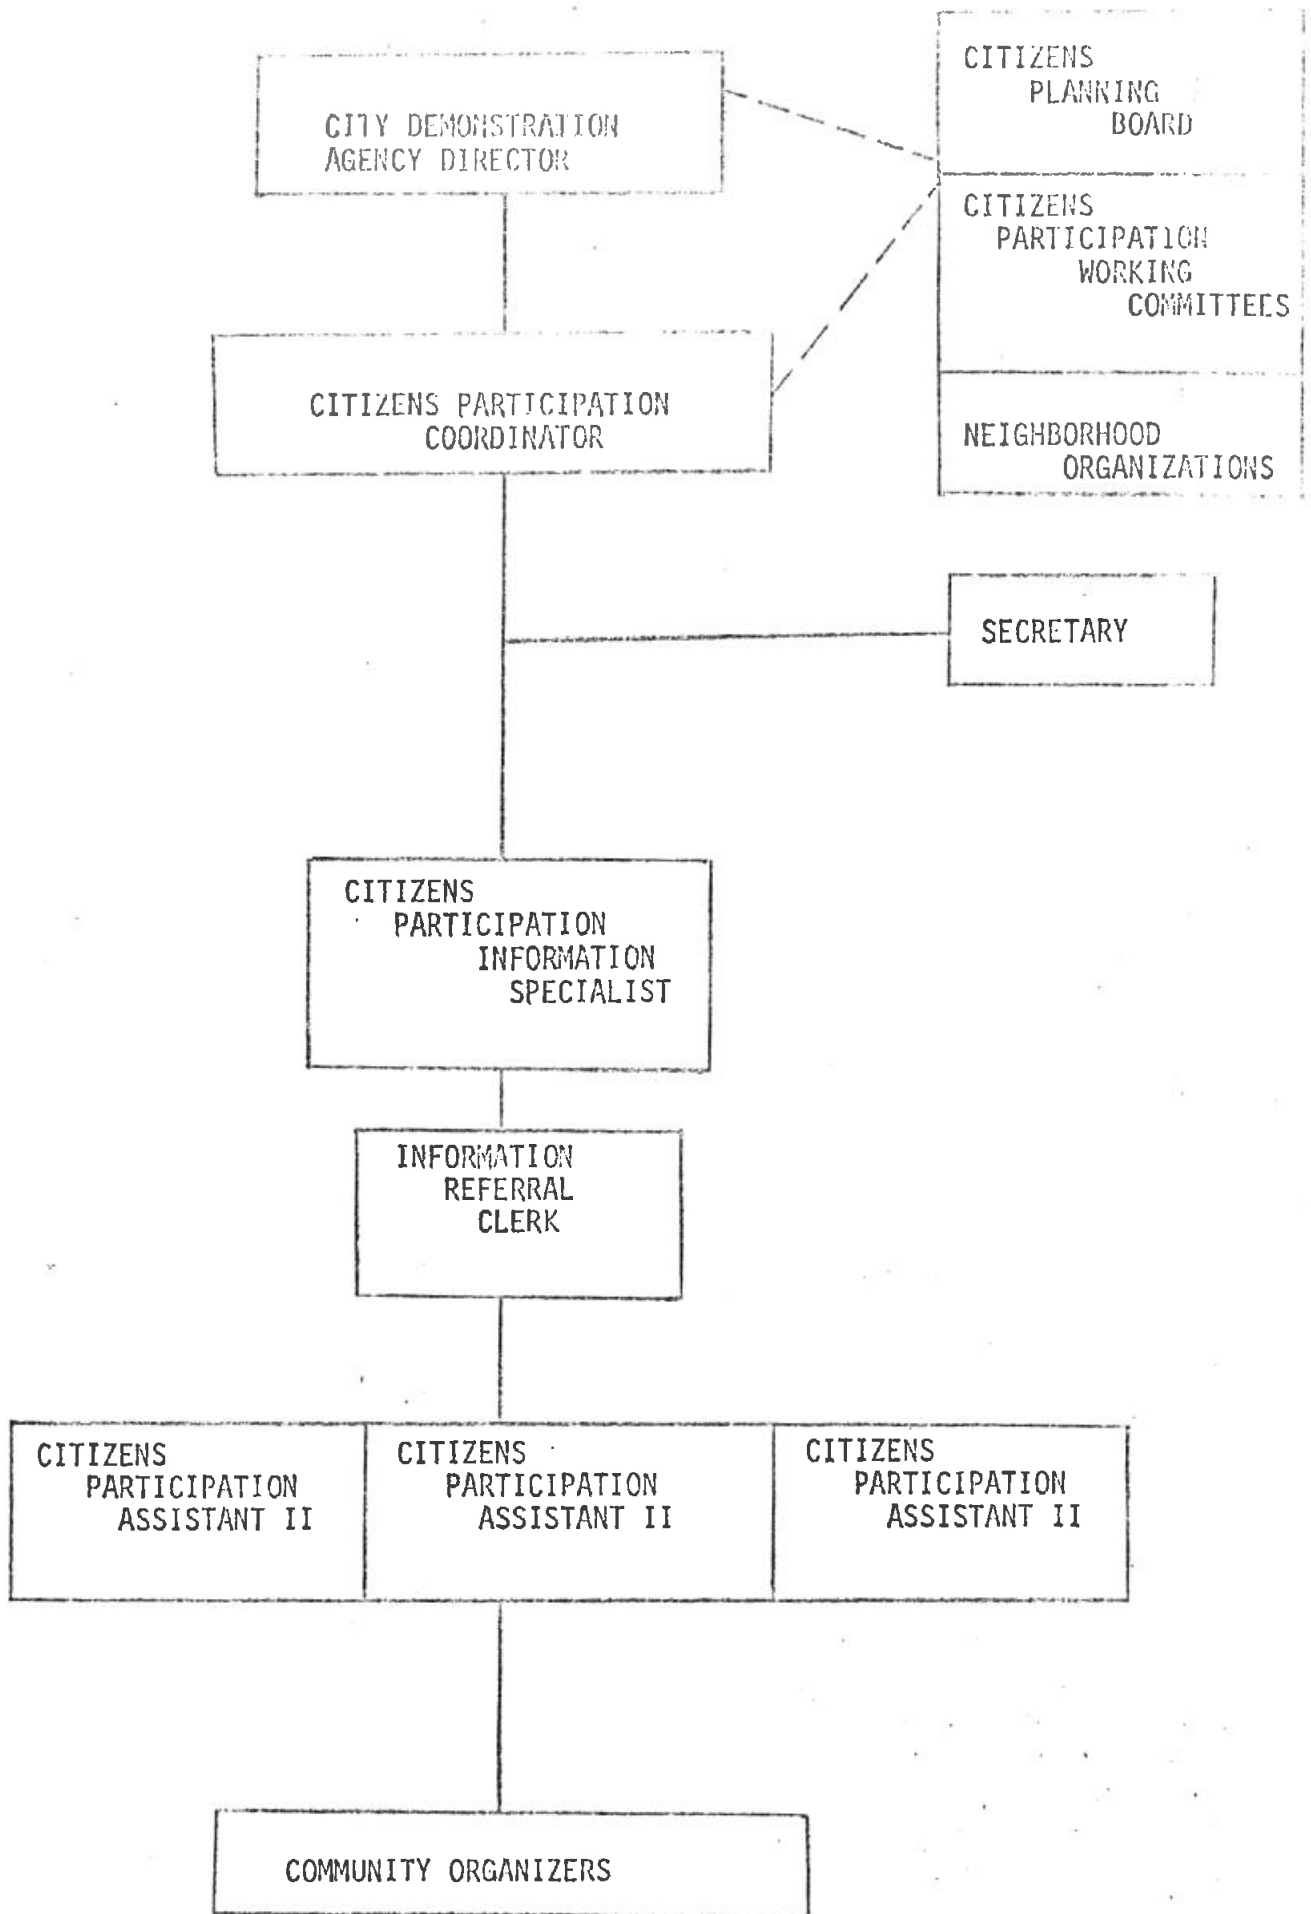 CITY DEMONSTRATION
AGENCY DIRECTOR
CITIZENS
PLANNING
BOARD
CITIZENS
PARTICIPATION
WORKING
COMMITTEES
NEIGHBORHOOD
ORGANIZATIONS
CITIZENS PARTICIPATION
COORDINATOR
SECRETARY
CITIZENS
PARTICIPATION
INFORMATION
SPECIALIST
INFORMATION
REFERRAL
CLERK
CITIZENS
PARTICIPATION
ASSISTANT II
CITIZENS
PARTICIPATION
ASSISTANT II
CITIZENS
PARTICIPATION
ASSISTANT II
COMMUNITY ORGANIZERS